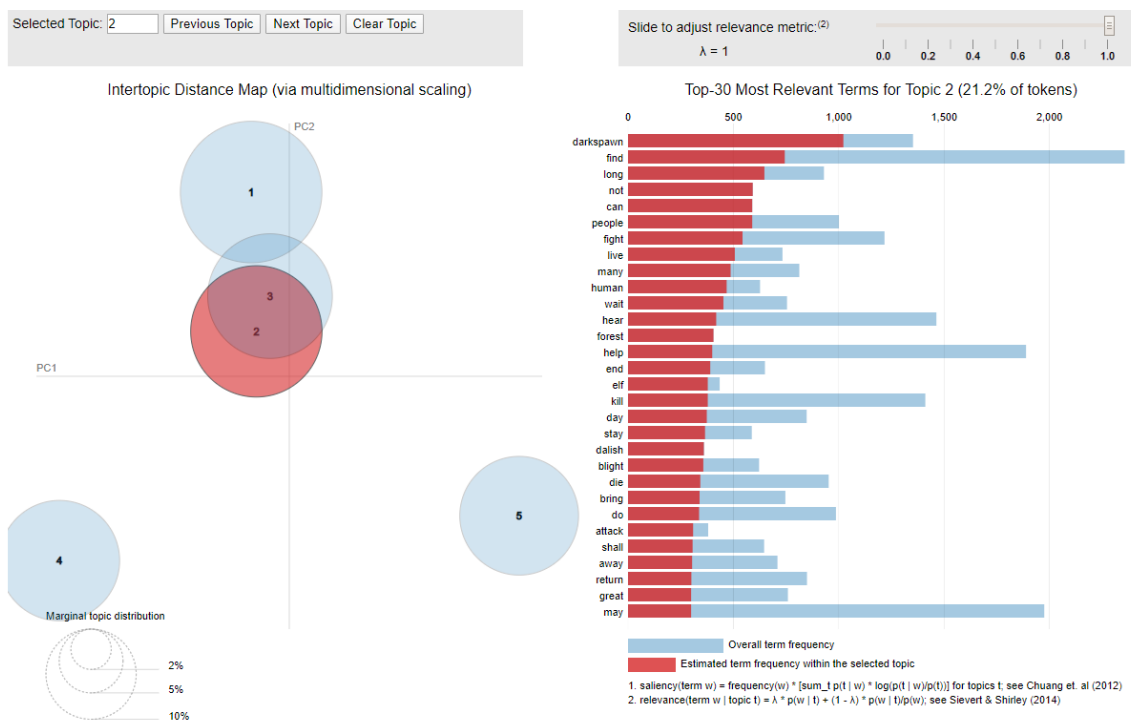 Selected Topic: 2 Previous Topic Next Topic Clear Topic
Slide to adjust relevance metric:(2)
λ = 1
0.0 0.2 0.4 0.6 0.8 1.0
Intertopic Distance Map (via multidimensional scaling)
PC2
PC1
1
3
2
5
4
Marginal topic distribution
2%
5%
10%
Top-30 Most Relevant Terms for Topic 2 (21.2% of tokens)
0 500 1,000 1,500 2,000
darkspawn
find
long
not
can
people
fight
live
many
human
wait
hear
forest
help
end
elf
kill
day
stay
dalish
blight
die
bring
do
attack
shall
away
return
great
may
Overall term frequency
Estimated term frequency within the selected topic
1. saliency(term w) = frequency(w) * [sum_t p(t | w) * log(p(t | w)/p(t))] for topics t; see Chuang et. al (2012)
2. relevance(term w | topic t) = λ * p(w | t) + (1 - λ) * p(w | t)/p(w); see Sievert & Shirley (2014)